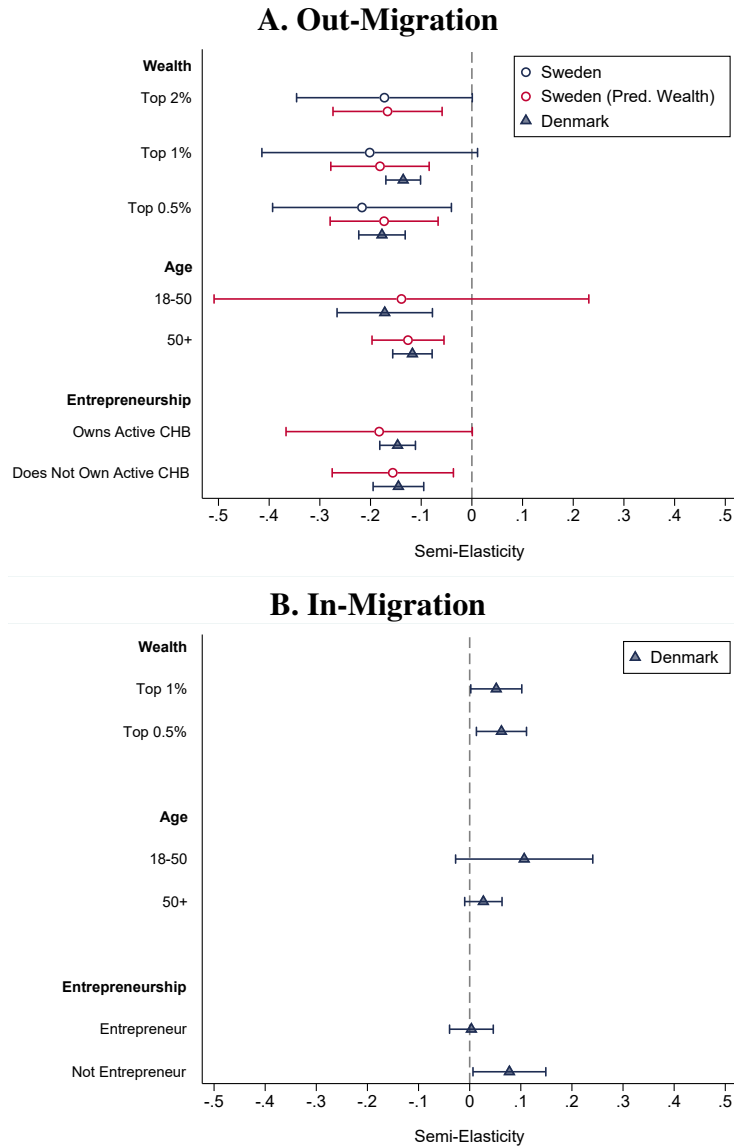 A. Out-Migration
Wealth
Sweden
Sweden (Pred. Wealth)
Denmark
Top 2%
Top 1%
Top 0.5%
Age
18-50
50+
Entrepreneurship
Owns Active CHB
Does Not Own Active CHB
-.5 -.4 -.3 -.2 -.1 0 .1 .2 .3 .4 .5
Semi-Elasticity
B. In-Migration
Wealth
Denmark
Top 1%
Top 0.5%
Age
18-50
50+
Entrepreneurship
Entrepreneur
Not Entrepreneur
-.5 -.4 -.3 -.2 -.1 0 .1 .2 .3 .4 .5
Semi-Elasticity